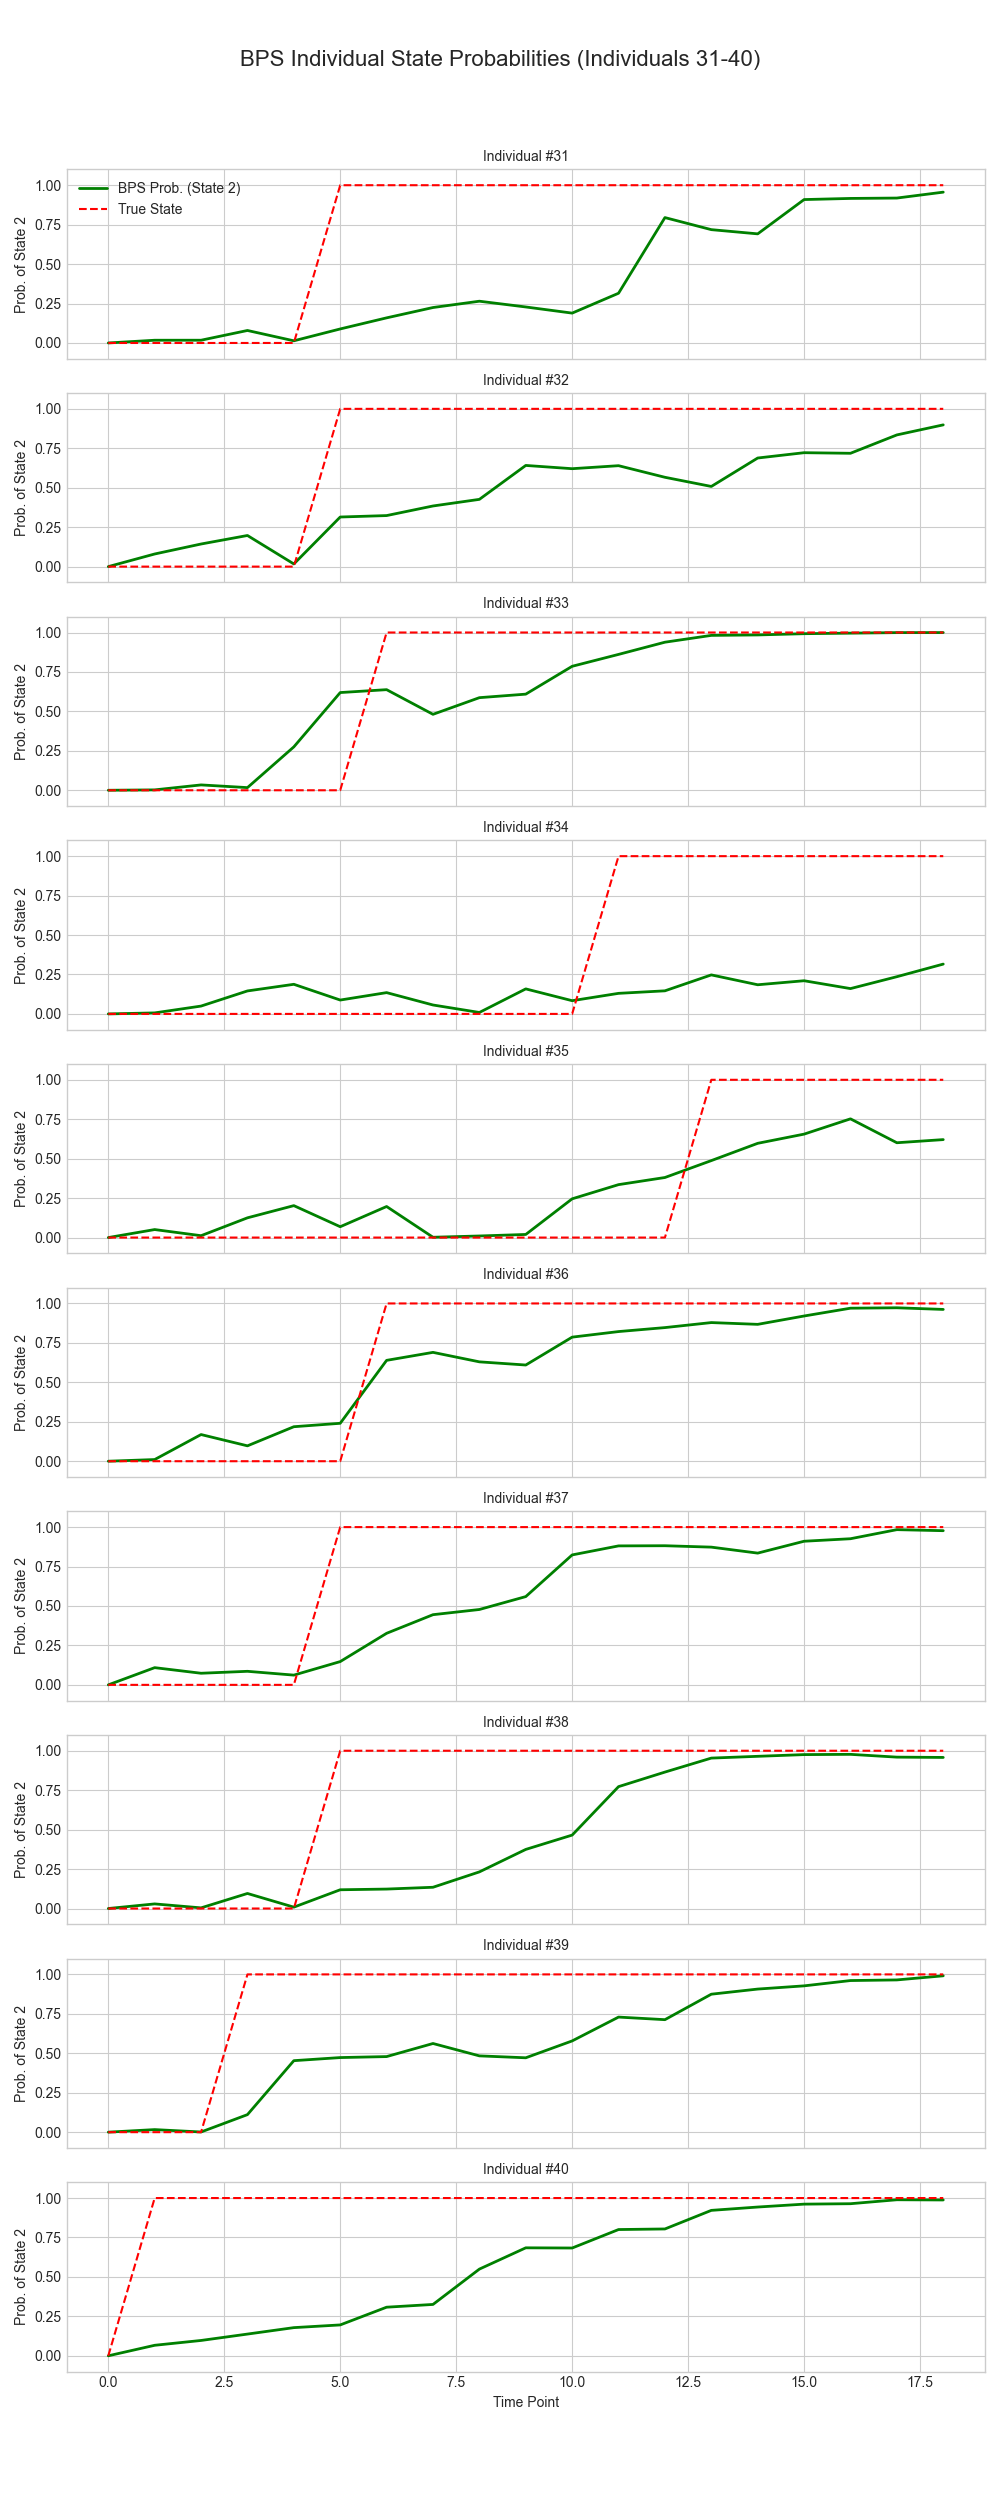 BPS Individual State Probabilities (Individuals 31-40)
Individual #31
BPS Prob. (State 2)
True State
Prob. of State 2
1.00
0.75
0.50
0.25
0.00
Individual #32
Prob. of State 2
1.00
0.75
0.50
0.25
0.00
Individual #33
Prob. of State 2
1.00
0.75
0.50
0.25
0.00
Individual #34
Prob. of State 2
1.00
0.75
0.50
0.25
0.00
Individual #35
Prob. of State 2
1.00
0.75
0.50
0.25
0.00
Individual #36
Prob. of State 2
1.00
0.75
0.50
0.25
0.00
Individual #37
Prob. of State 2
1.00
0.75
0.50
0.25
0.00
Individual #38
Prob. of State 2
1.00
0.75
0.50
0.25
0.00
Individual #39
Prob. of State 2
1.00
0.75
0.50
0.25
0.00
Individual #40
Prob. of State 2
1.00
0.75
0.50
0.25
0.00
0.0 2.5 5.0 7.5 10.0 12.5 15.0 17.5
Time Point